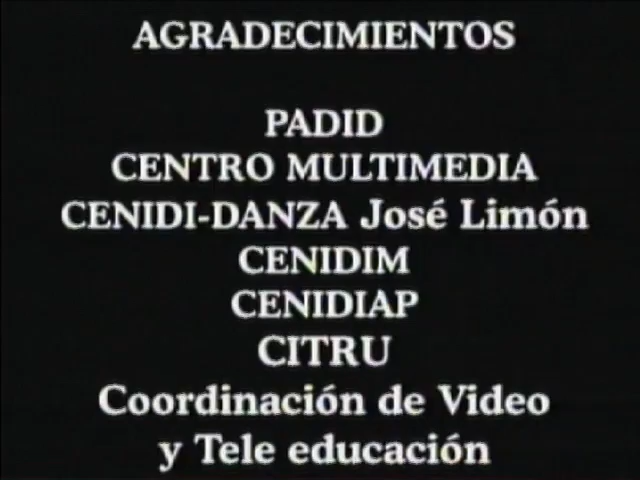 AGRADECIMIENTOS
PADID
CENTRO MULTIMEDIA
CENIDI-DANZA José Limón
CENIDIM
CENIDIAP
CITRU
Coordinación de Video
y Tele educación